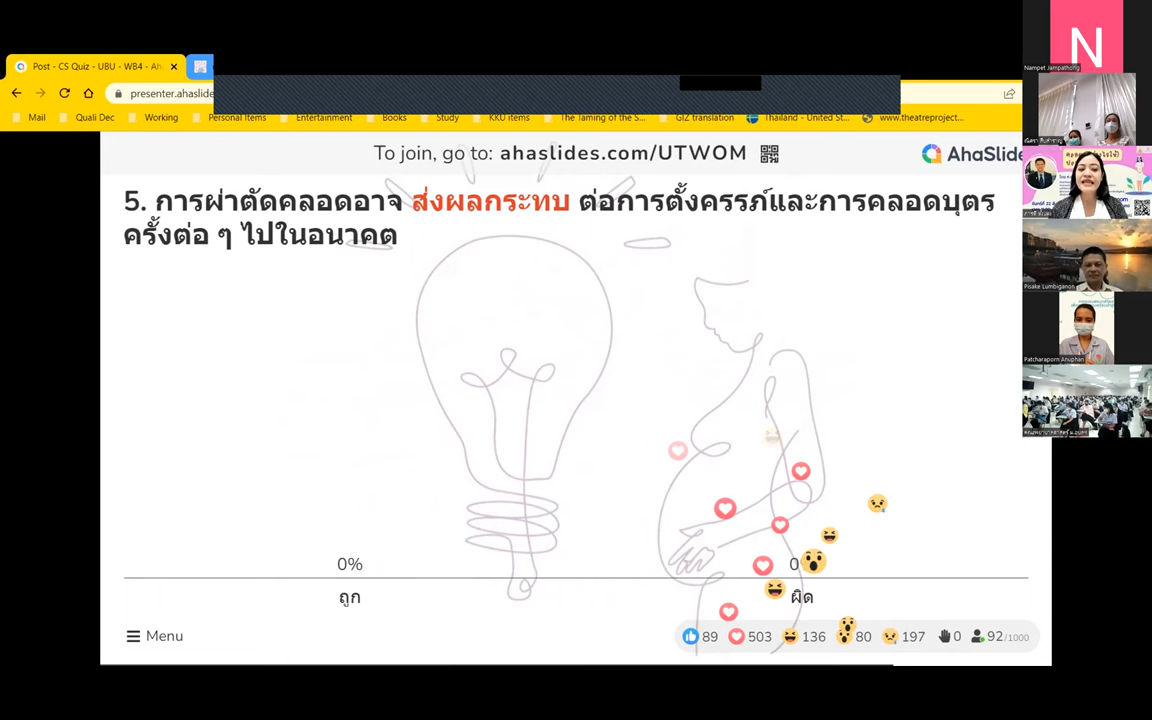 Post - CS Quiz - UBU - WB4 - Ah
presenter.ahaslide
Mail
Quali Dec
Working
Personal Items
Entertainment
Books
Study
KKU items
The Taming of the S...
GIZ translation
Thailand - United St...
www.theatreproject...
To join, go to: ahaslides.com/UTWOM
AhaSlide
5. การผ่าตัดคลอดอาจ ส่งผลกระทบ ต่อการตั้งครรภ์และการคลอดบุตร
ครั้งต่อ ๆ ไปในอนาคต
0%
0
ถูก
ผิด
Menu
89
503
136
80
197
0
92/1000
N
Nampet Jampathong
Pisake Lumbiganon
Patcharaporn Anuphan